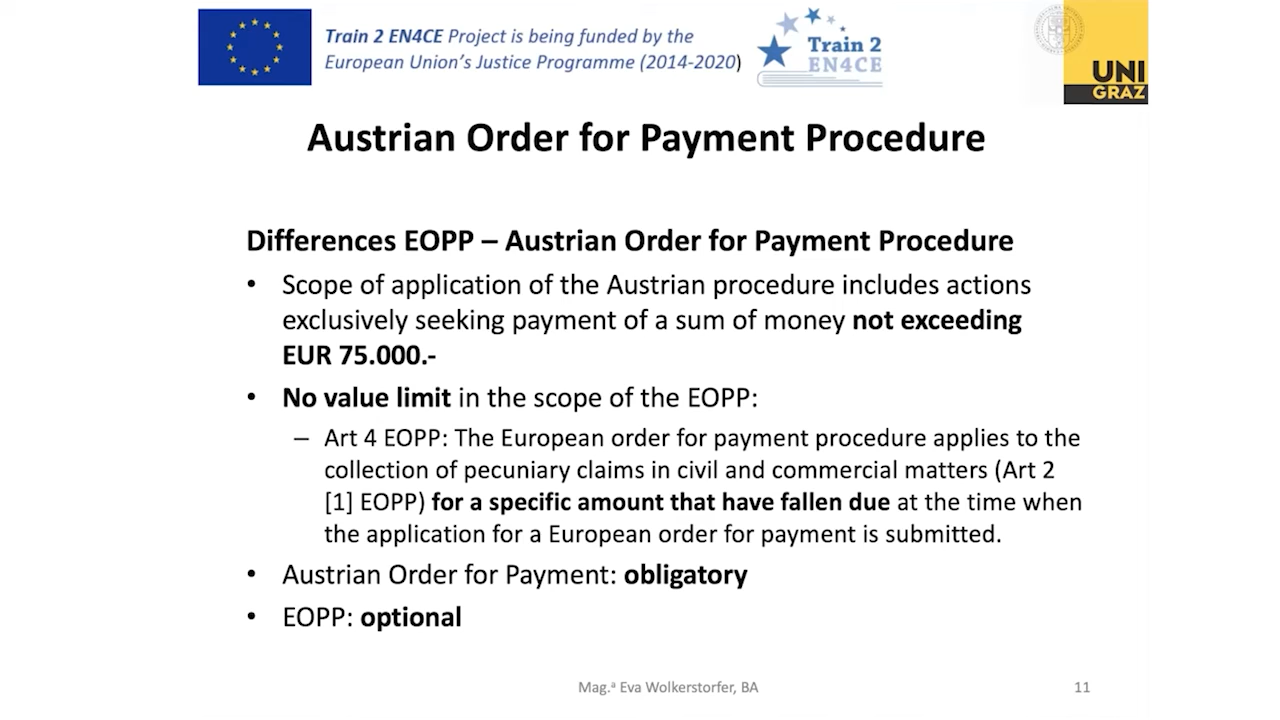 Train 2 EN4CE Project is being funded by the
European Union's Justice Programme (2014-2020)
Train 2
EN4CE
UNI
GRAZ
Austrian Order for Payment Procedure
Differences EOPP – Austrian Order for Payment Procedure
• Scope of application of the Austrian procedure includes actions
exclusively seeking payment of a sum of money not exceeding
EUR 75.000.-
• No value limit in the scope of the EOPP:
– Art 4 EOPP: The European order for payment procedure applies to the
collection of pecuniary claims in civil and commercial matters (Art 2
[1] EOPP) for a specific amount that have fallen due at the time when
the application for a European order for payment is submitted.
• Austrian Order for Payment: obligatory
• EOPP: optional
Mag.ª Eva Wolkerstorfer, BA
11